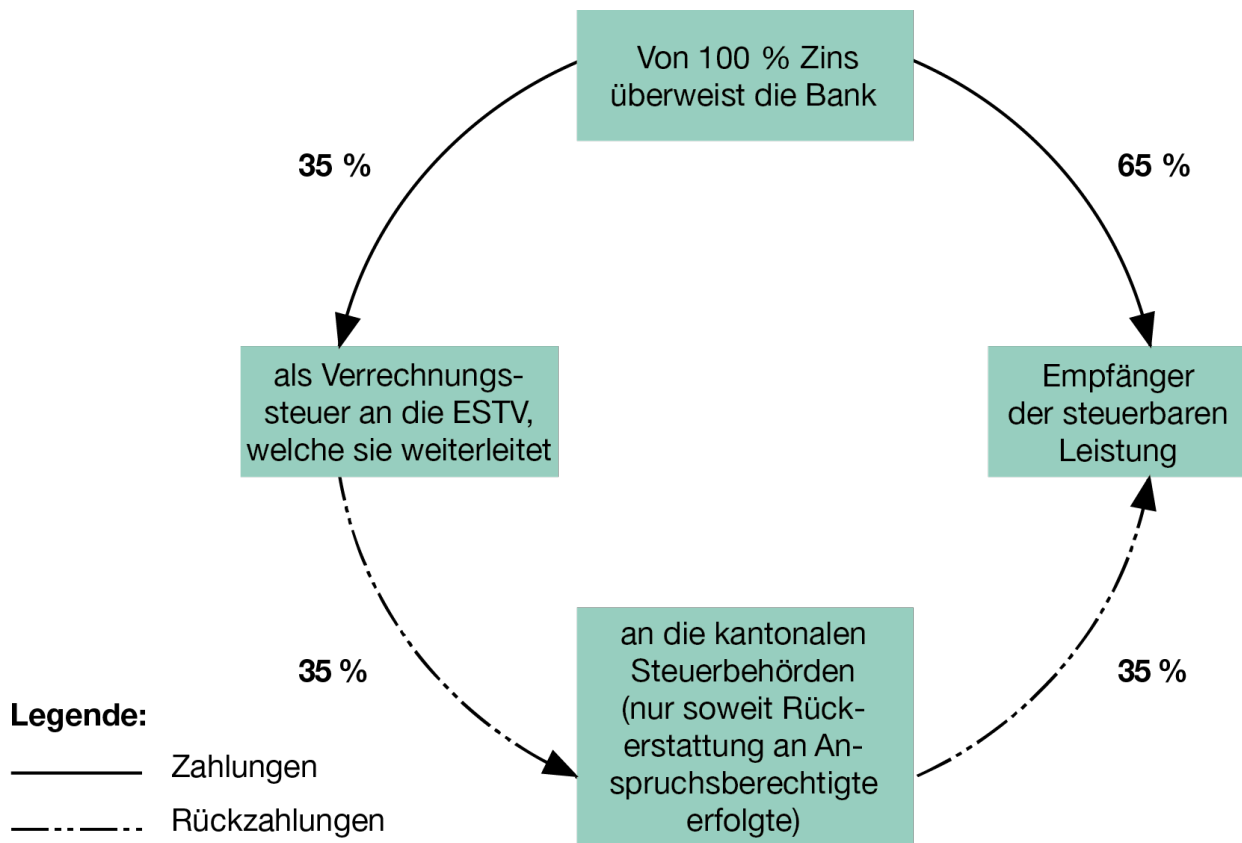 Von 100 % Zins
überweist die Bank
35 %
65 %
als Verrechnungs-
steuer an die ESTV,
welche sie weiterleitet
Empfänger
der steuerbaren
Leistung
35 %
an die kantonalen
Steuerbehörden
(nur soweit Rück-
erstattung an An-
spruchsberechtigte
erfolgte)
35 %
Legende:
Zahlungen
Rückzahlungen